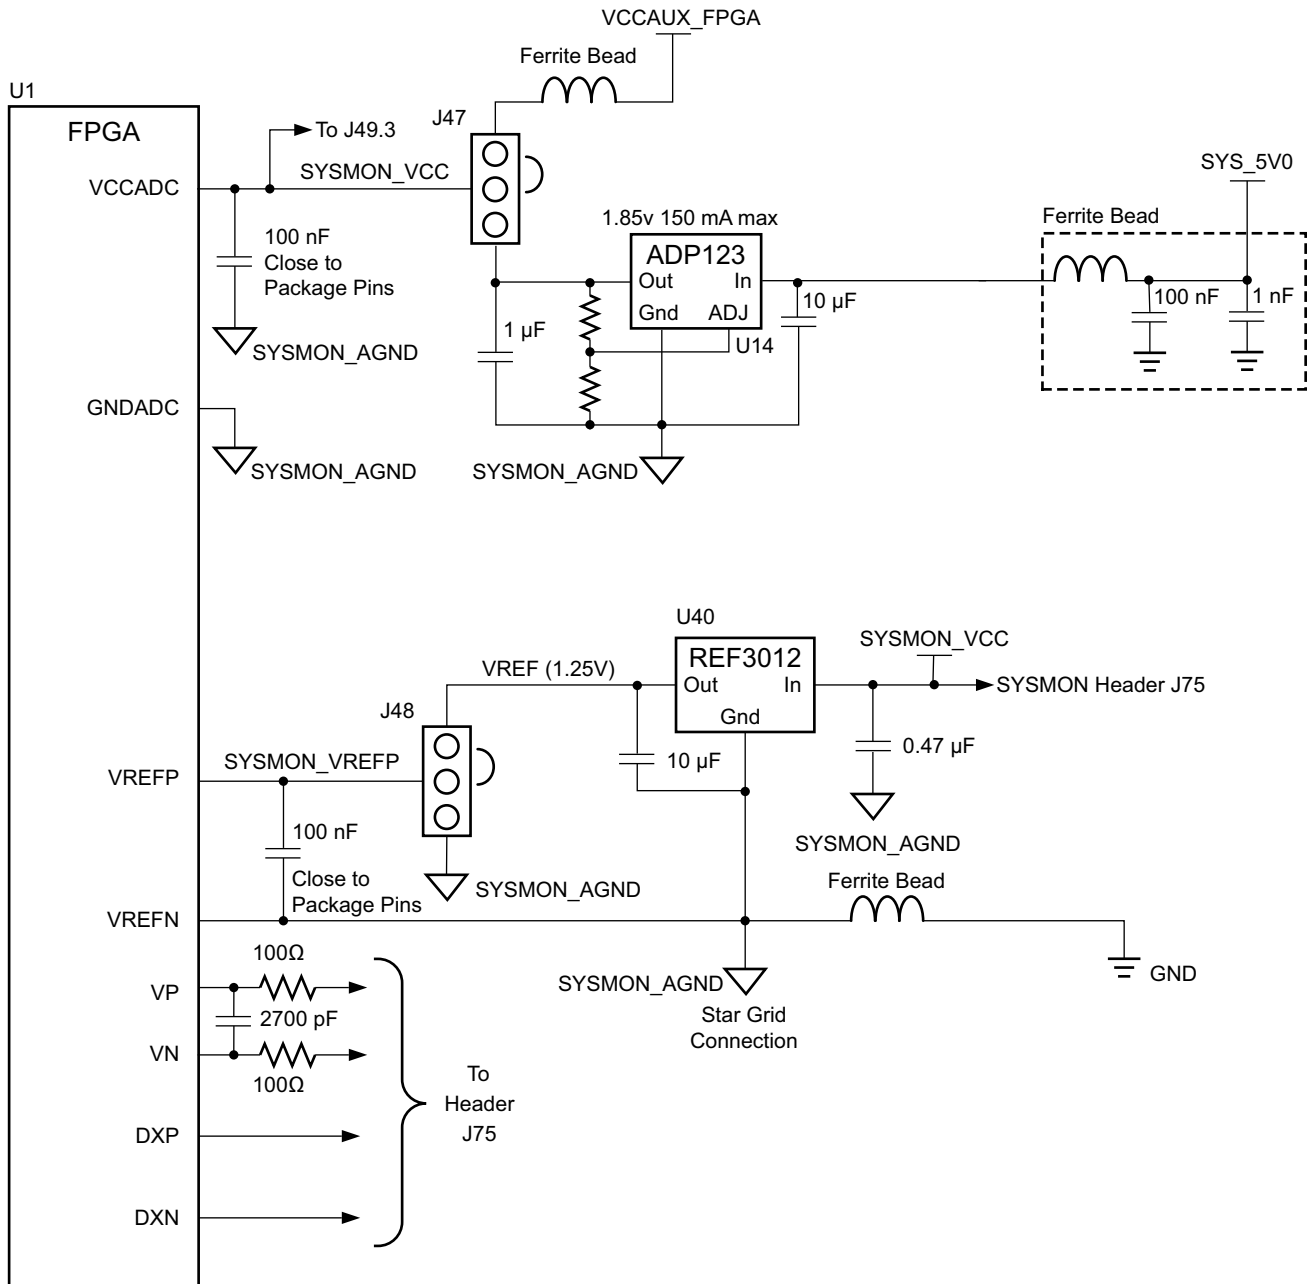 VCCAUX_FPGA
Ferrite Bead
U1
FPGA
J47
To J49.3
SYSMON_VCC
VCCADC
100 nF
Close to
Package Pins
SYSMON_AGND
GNDADC
SYSMON_AGND
1.85v 150 mA max
ADP123
Out
In
Gnd
ADJ
U14
1 µF
10 µF
SYSMON_AGND
SYS_5V0
Ferrite Bead
100 nF
1 nF
U40
REF3012
Out
In
Gnd
VREF (1.25V)
SYSMON_VCC
SYSMON Header J75
J48
10 µF
0.47 µF
SYSMON_AGND
SYSMON_VREFP
VREFP
100 nF
Close to
Package Pins
SYSMON_AGND
Ferrite Bead
VREFN
GND
SYSMON_AGND
Star Grid
Connection
100Ω
VP
2700 pF
VN
100Ω
To
Header
J75
DXP
DXN